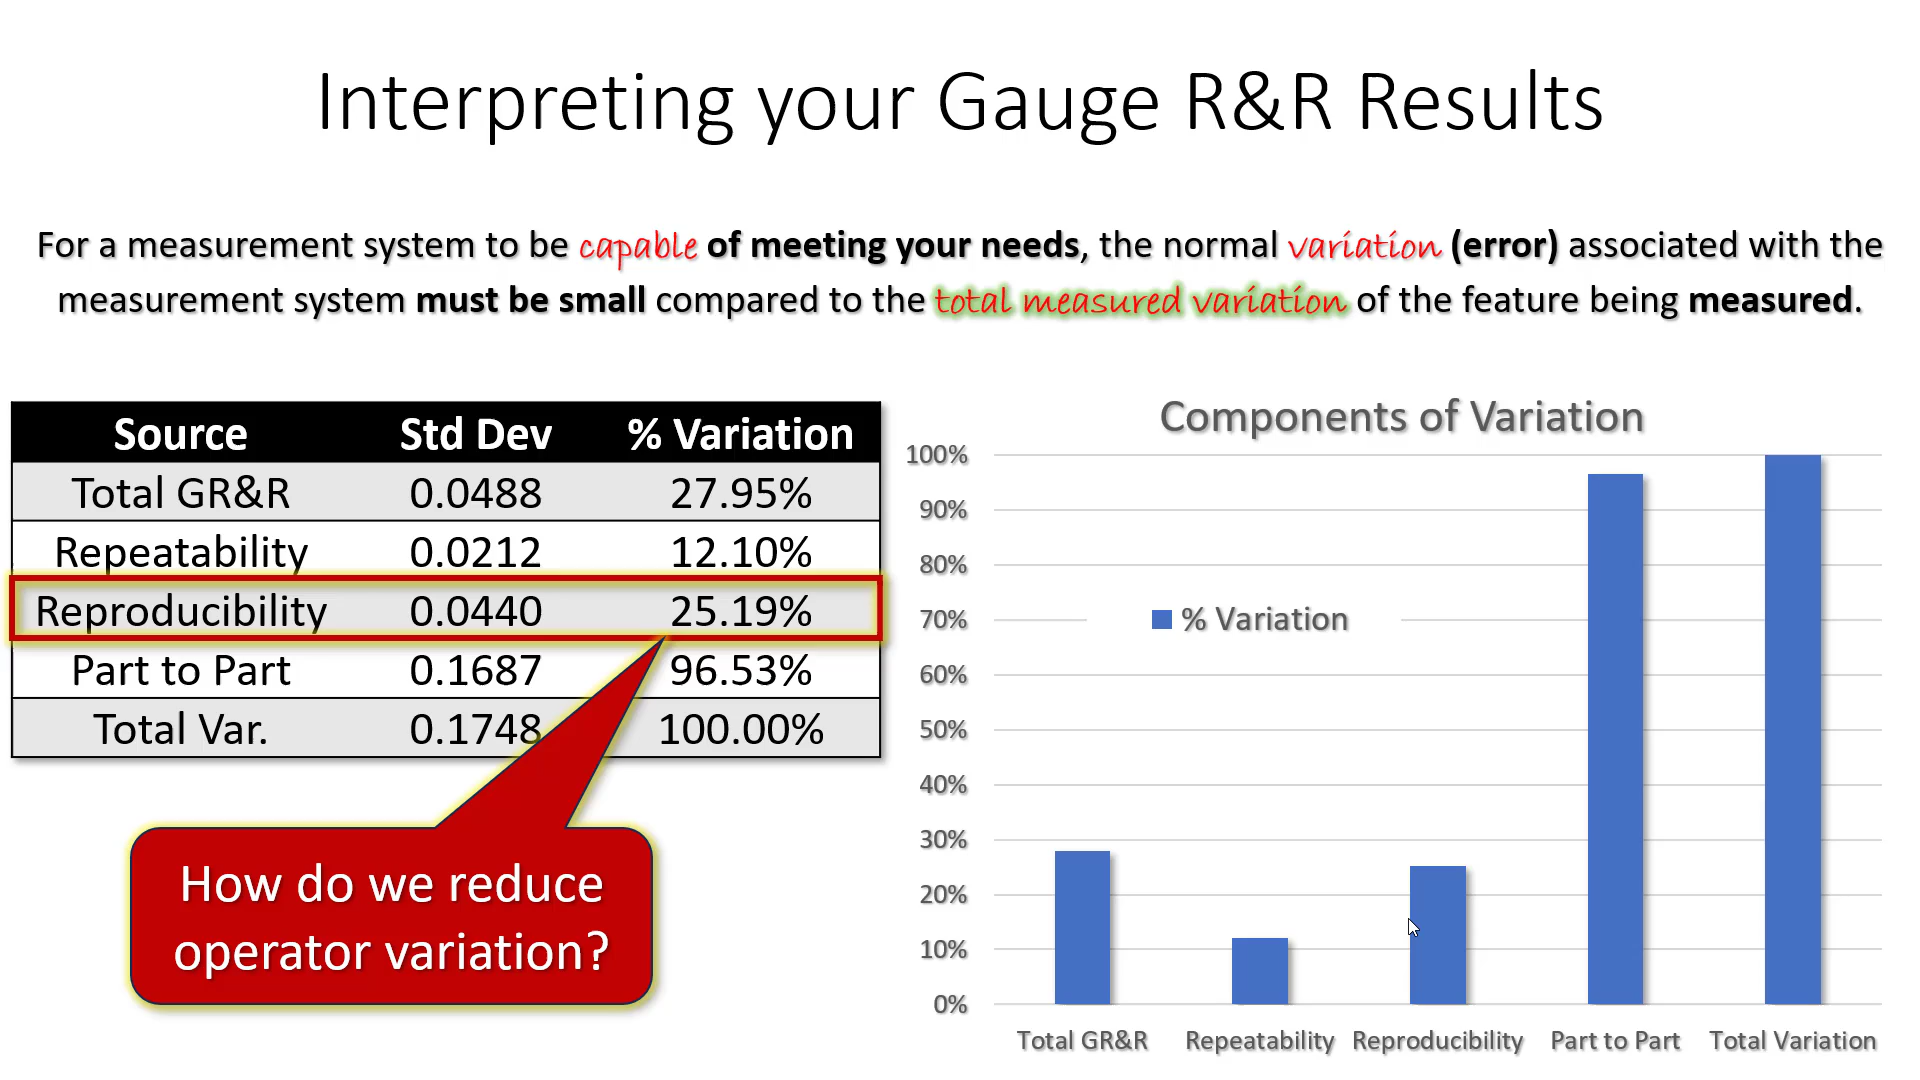 Interpreting your Gauge R&R Results
For a measurement system to be capable of meeting your needs, the normal variation (error) associated with the
measurement system must be small compared to the total measured variation of the feature being measured.
Source Std Dev % Variation
Total GR&R 0.0488 27.95%
Repeatability 0.0212 12.10%
Reproducibility 0.0440 25.19%
Part to Part 0.1687 96.53%
Total Var. 0.1748 100.00%
How do we reduce
operator variation?
Components of Variation
100%
90%
80%
70%
60%
50%
40%
30%
20%
10%
0%
% Variation
Total GR&R Repeatability Reproducibility Part to Part Total Variation